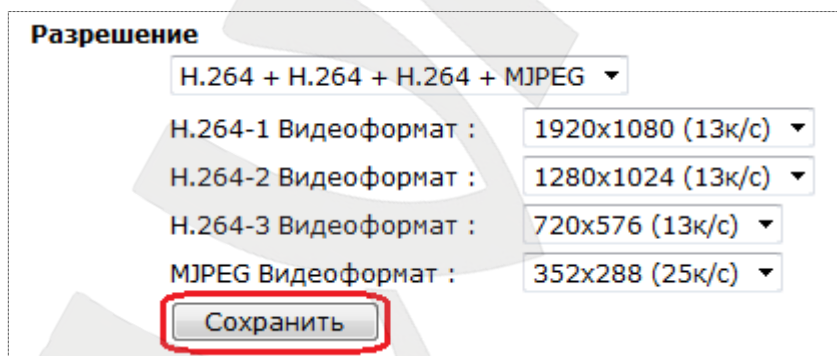 Разрешение
H.264 + H.264 + H.264 + MJPEG
H.264-1 Видеоформат : 1920x1080 (13к/с)
H.264-2 Видеоформат : 1280x1024 (13к/с)
H.264-3 Видеоформат : 720x576 (13к/с)
MJPEG Видеоформат : 352x288 (25к/с)
Сохранить